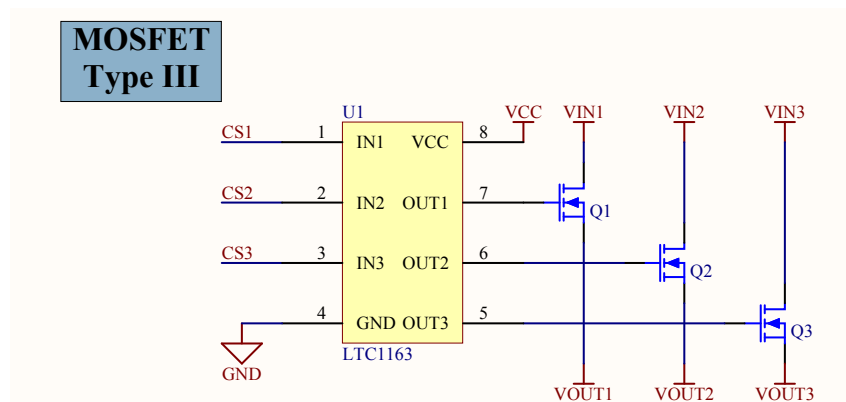 MOSFET
Type III
U1
VCC VIN1 VIN2 VIN3
CS1 1 IN1 VCC 8
CS2 2 IN2 OUT1 7
Q1
CS3 3 IN3 OUT2 6
Q2
4 GND OUT3 5
Q3
LTC1163
GND
VOUT1 VOUT2 VOUT3